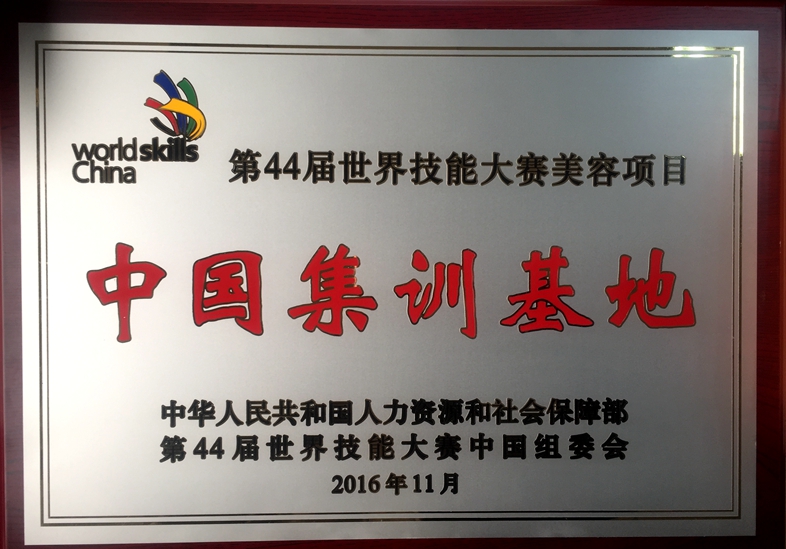 worldskills
China
第44届世界技能大赛美容项目
中国集训基地
中华人民共和国人力资源和社会保障部
第44届世界技能大赛中国组委会
2016年11月